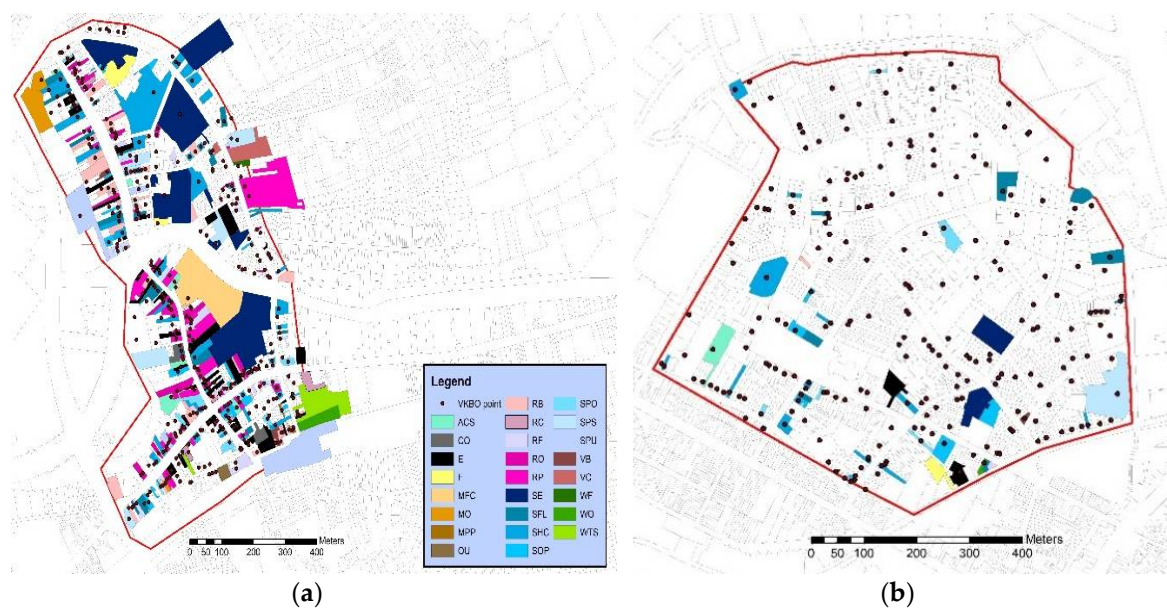 Legend
VKBO point
RB
SPO
ACS
RC
SPS
CO
RF
SPU
E
RO
VB
F
RP
VC
MFC
SE
WF
MO
SFL
WO
MPP
SHC
WTS
OU
SOP
Meters
0 50 100 200 300 400
Meters
0 50 100 200 300 400
(a)
(b)